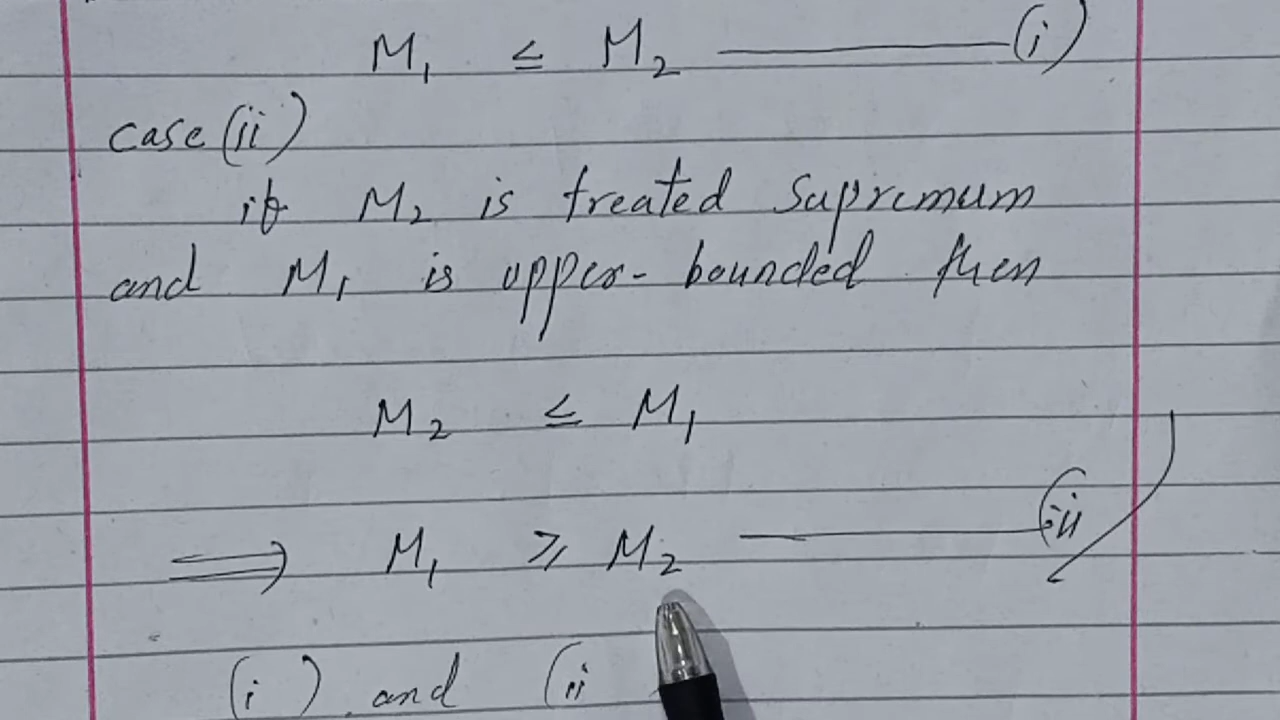 M₁ ≤ M₂ ——— (i)
case (ii)
if M₂ is treated Supremum
and M₁ is upper-bounded then
M₂ ≤ M₁
⟹ M₁ ≥ M₂ ——— (ii
(i) and (ii